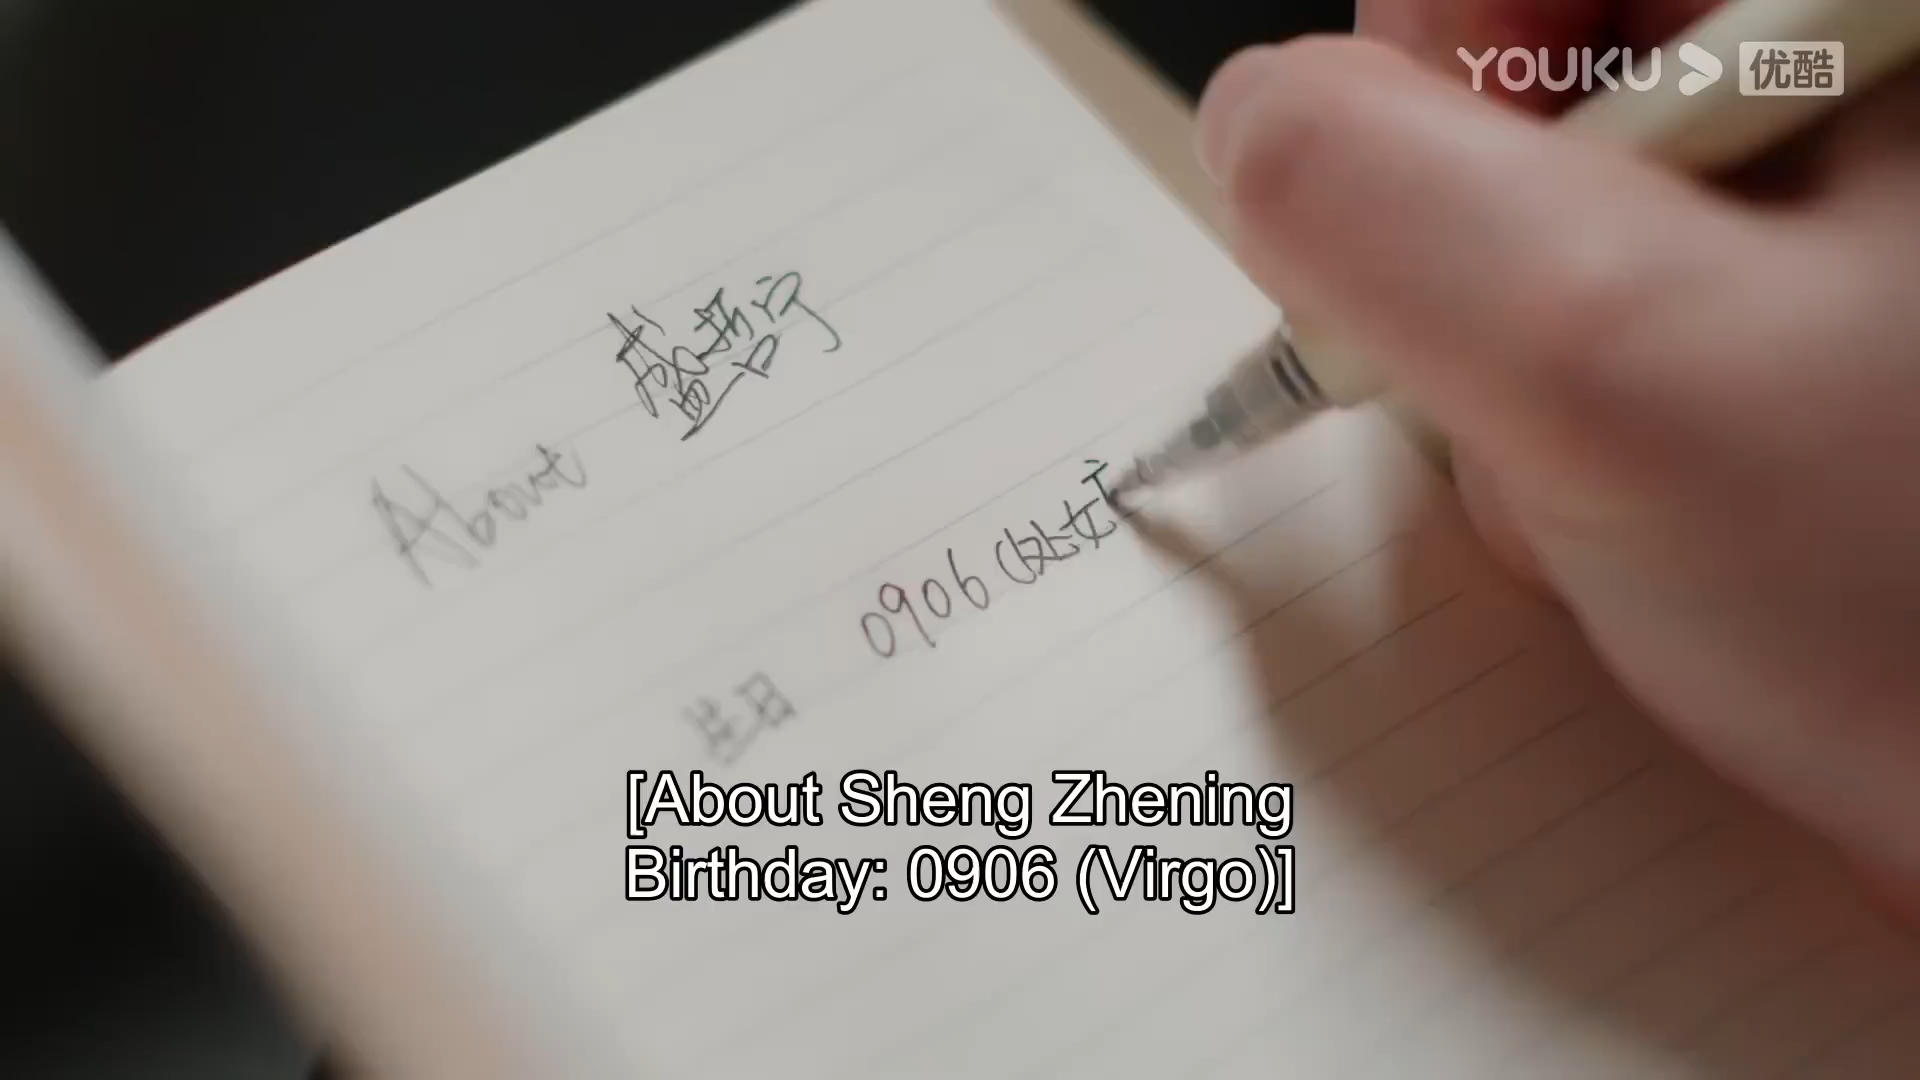 YOUKU 优酷
About 盛哲宁
生日 0906 (处女
[About Sheng Zhening
Birthday: 0906 (Virgo)]